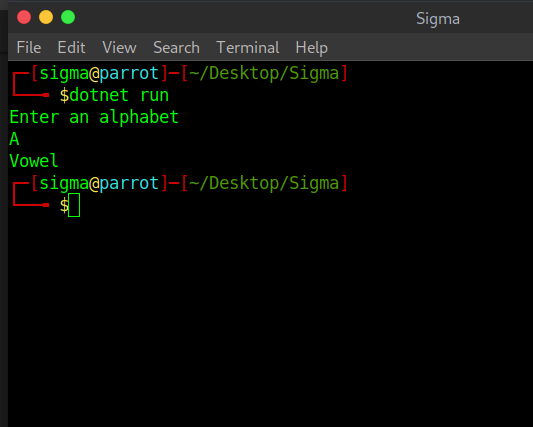 Sigma
File Edit View Search Terminal Help
┌─[sigma@parrot]─[~/Desktop/Sigma]
└──╼ $dotnet run
Enter an alphabet
A
Vowel
┌─[sigma@parrot]─[~/Desktop/Sigma]
└──╼ $